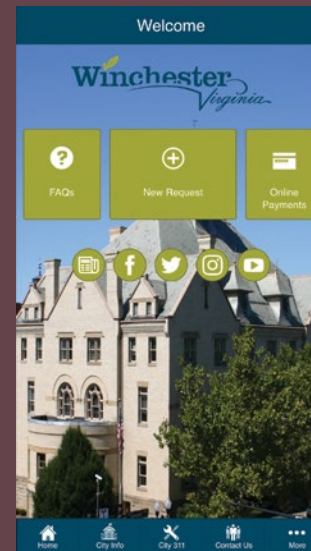 Welcome
Winchester
Virginia
FAQs
New Request
Online
Payments
Home
City Info
City 311
Contact Us
More